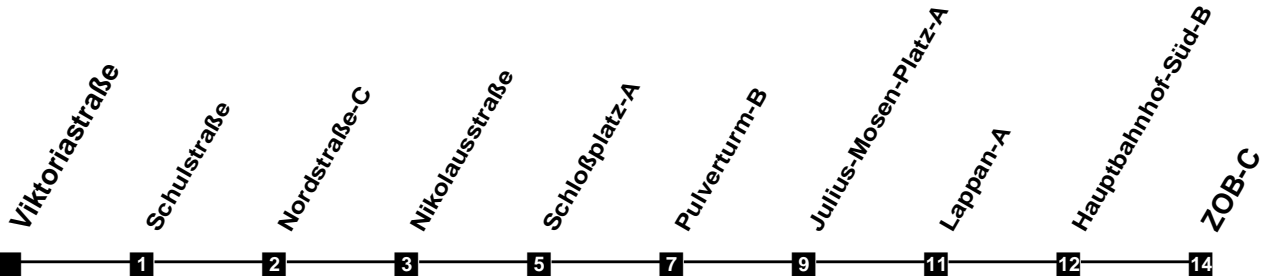 Viktoriastraße
Schulstraße
Nordstraße-C
Nikolausstraße
Schloßplatz-A
Pulverturm-B
Julius-Mosen-Platz-A
Lappan-A
Hauptbahnhof-Süd-B
ZOB-C
1 2 3 5 7 9 11 12 14